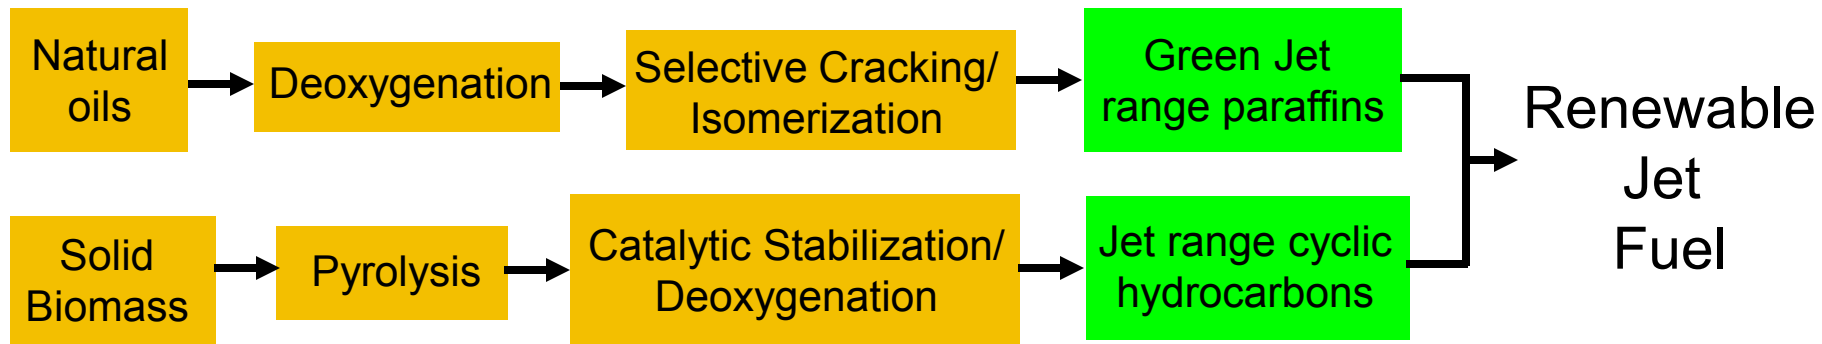 Natural
oils
Deoxygenation
Selective Cracking/
Isomerization
Green Jet
range paraffins
Solid
Biomass
Pyrolysis
Catalytic Stabilization/
Deoxygenation
Jet range cyclic
hydrocarbons
Renewable
Jet
Fuel